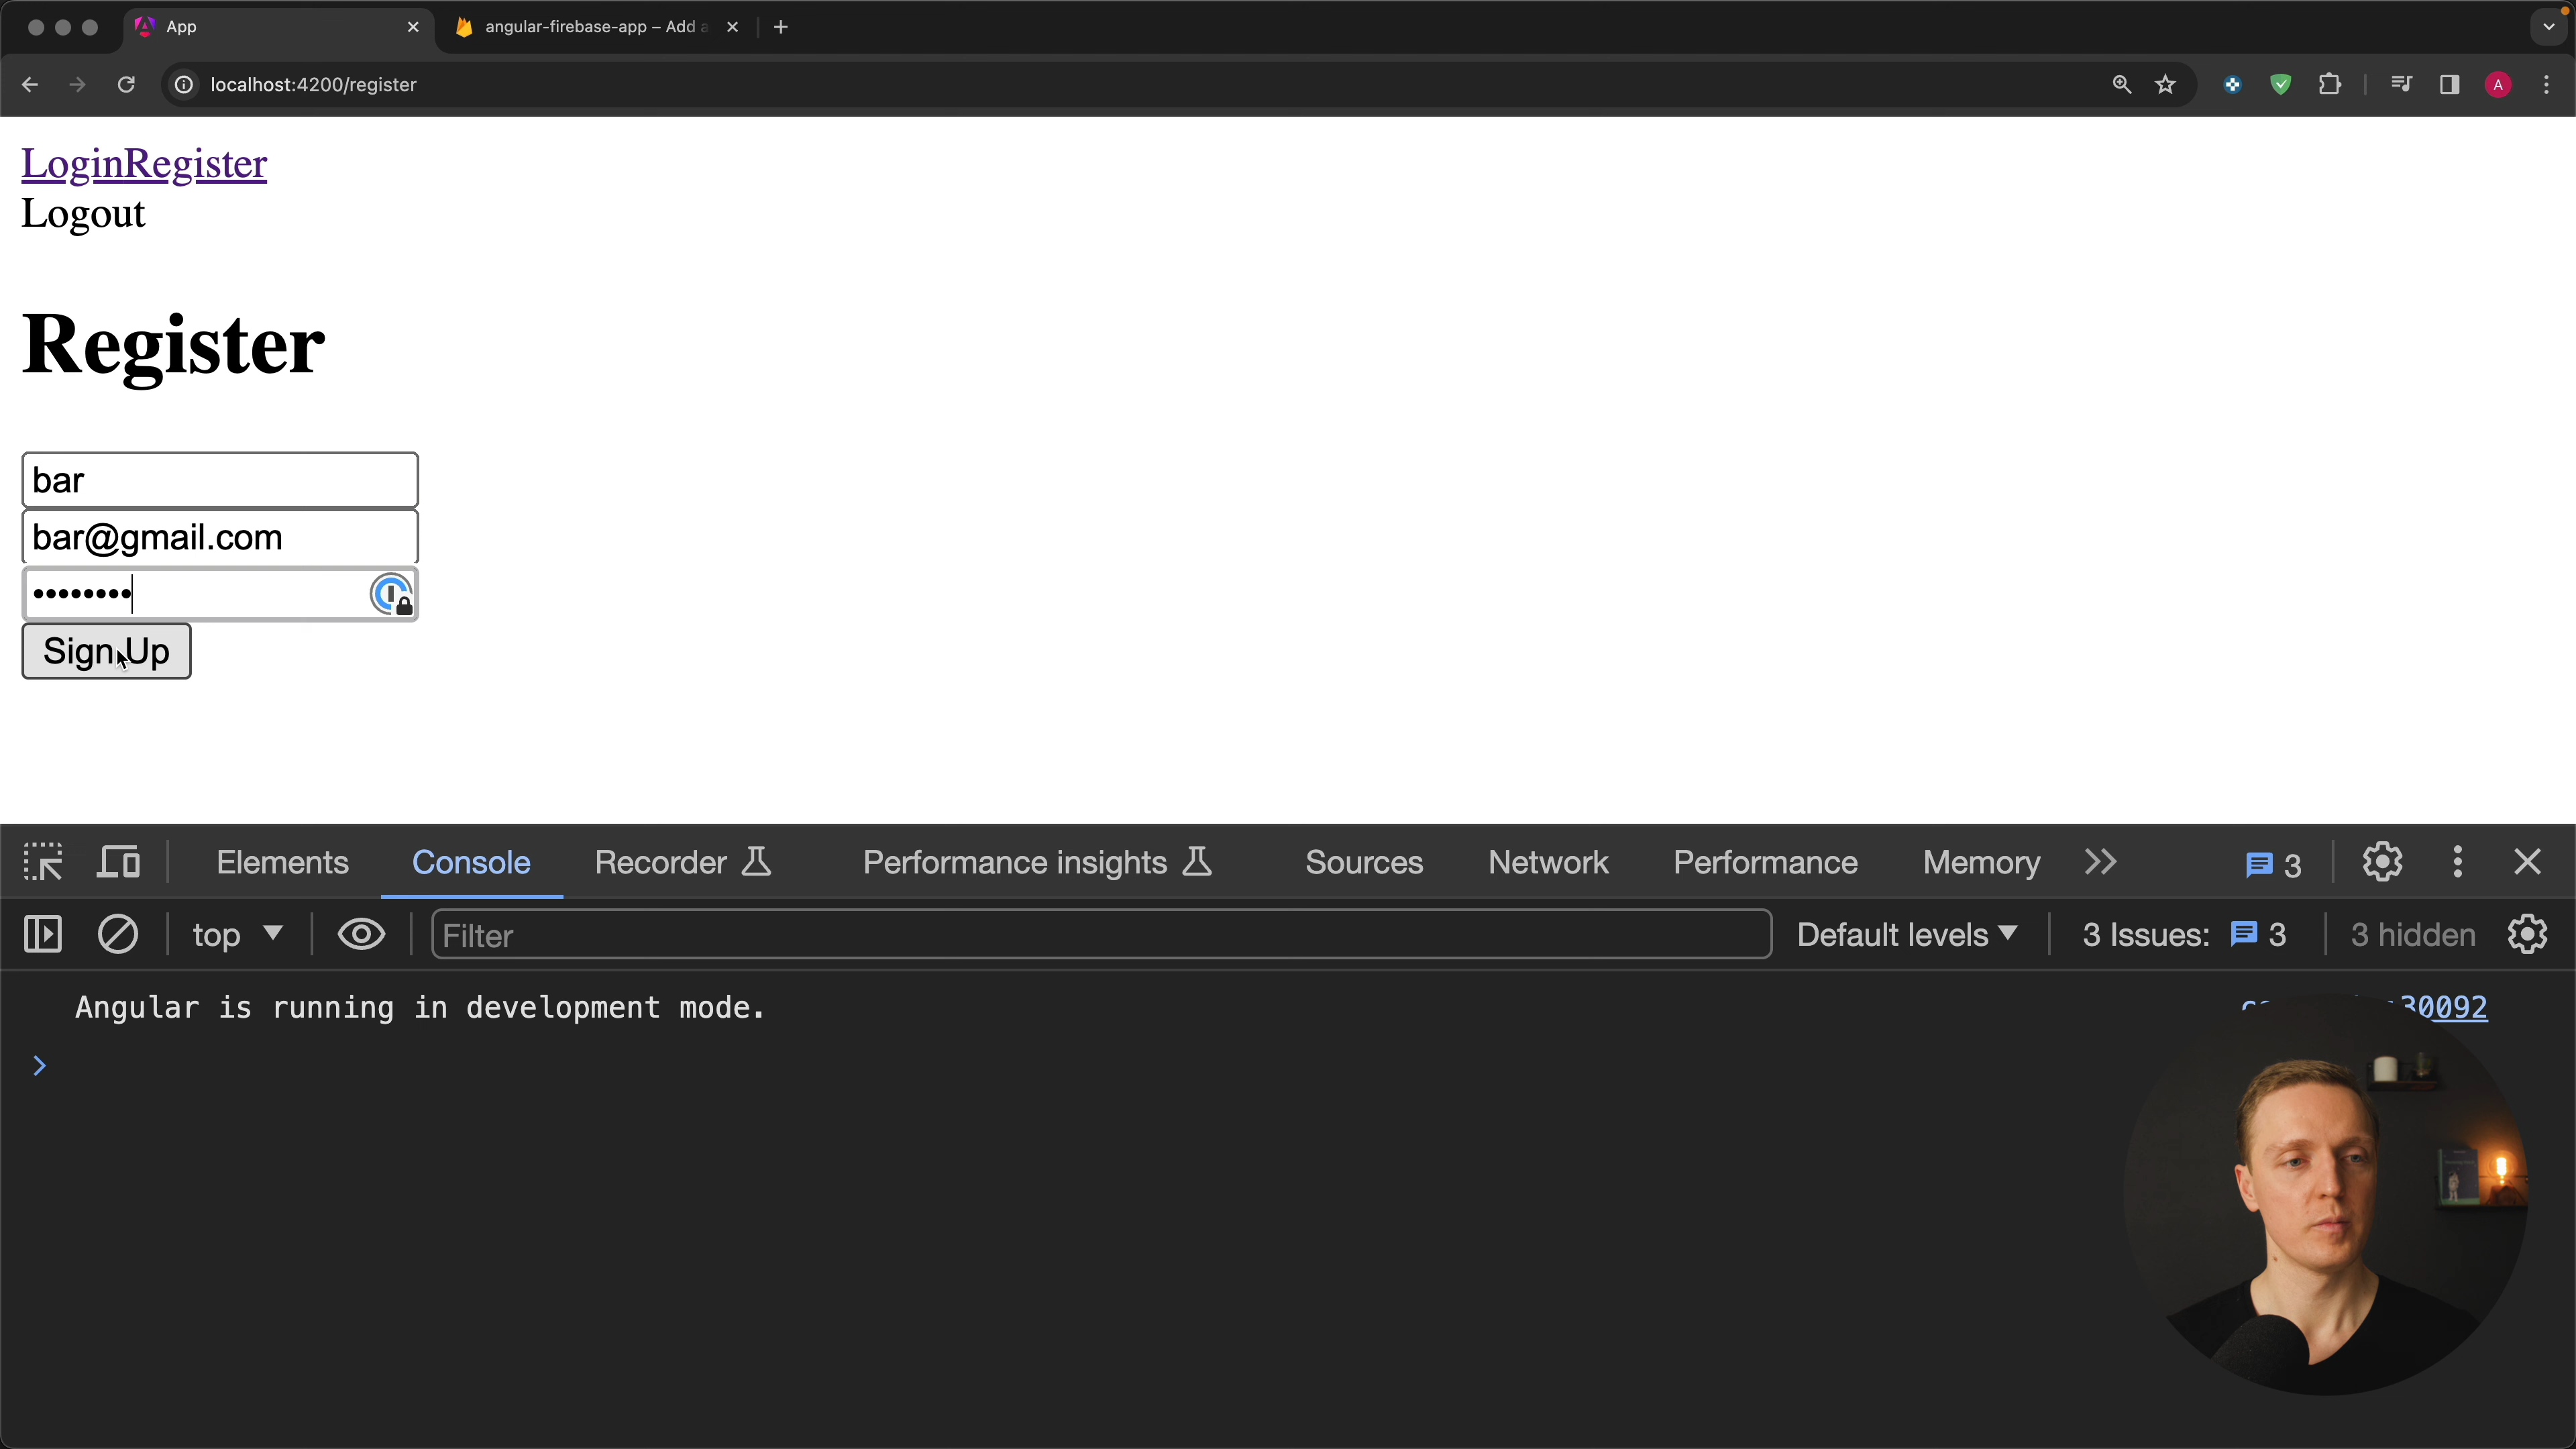 App
angular-firebase-app – Add a
localhost:4200/register
A
LoginRegister
Logout
Register
bar
bar@gmail.com
••••••••
Sign Up
Elements
Console
Recorder
Performance insights
Sources
Network
Performance
Memory
3
top
Filter
Default levels
3 Issues:
3
3 hidden
Angular is running in development mode.
30092